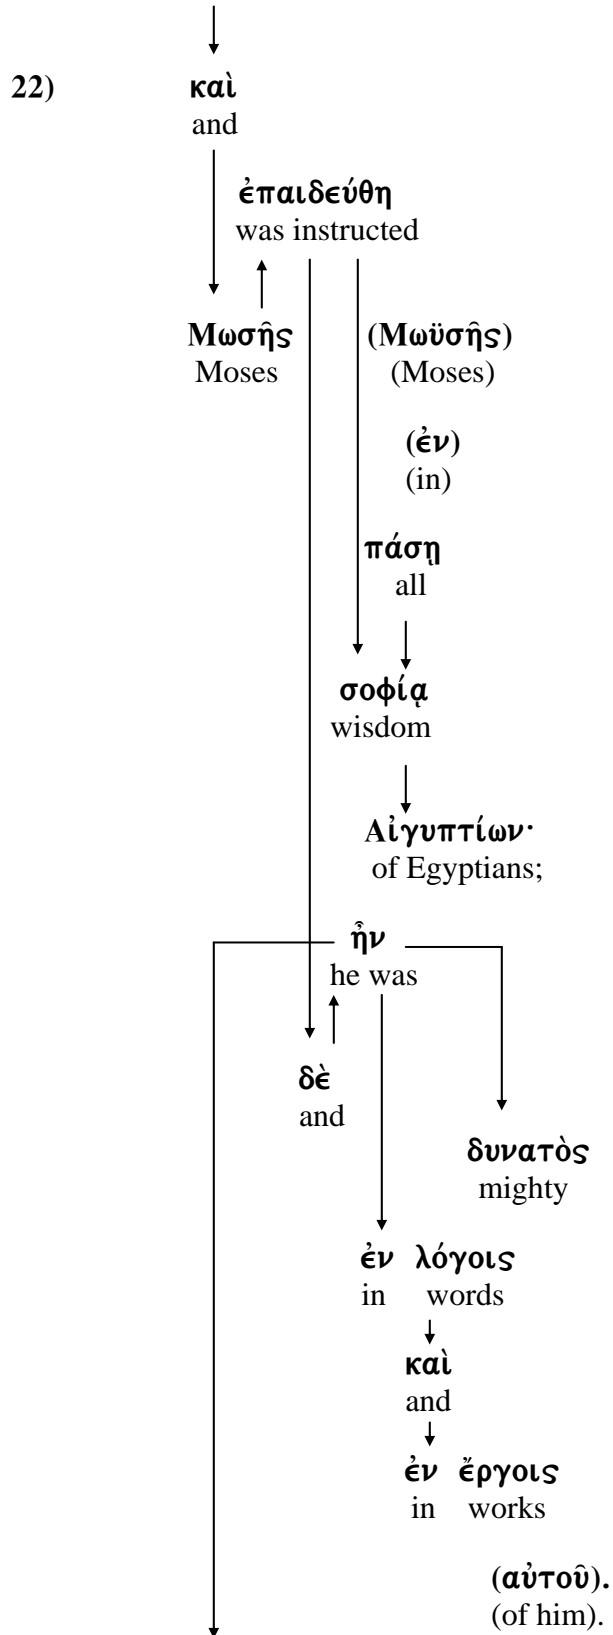 22) καὶ
and
ἐπαιδεύθη
was instructed
Μωσῆς (Μωϋσῆς)
Moses (Moses)
(ἐν)
(in)
πάσῃ
all
σοφίᾳ
wisdom
Αἰγυπτίων·
of Egyptians;
ἦν
he was
δὲ
and
δυνατὸς
mighty
ἐν λόγοις
in words
καὶ
and
ἐν ἔργοις
in works
(αὐτοῦ).
(of him).